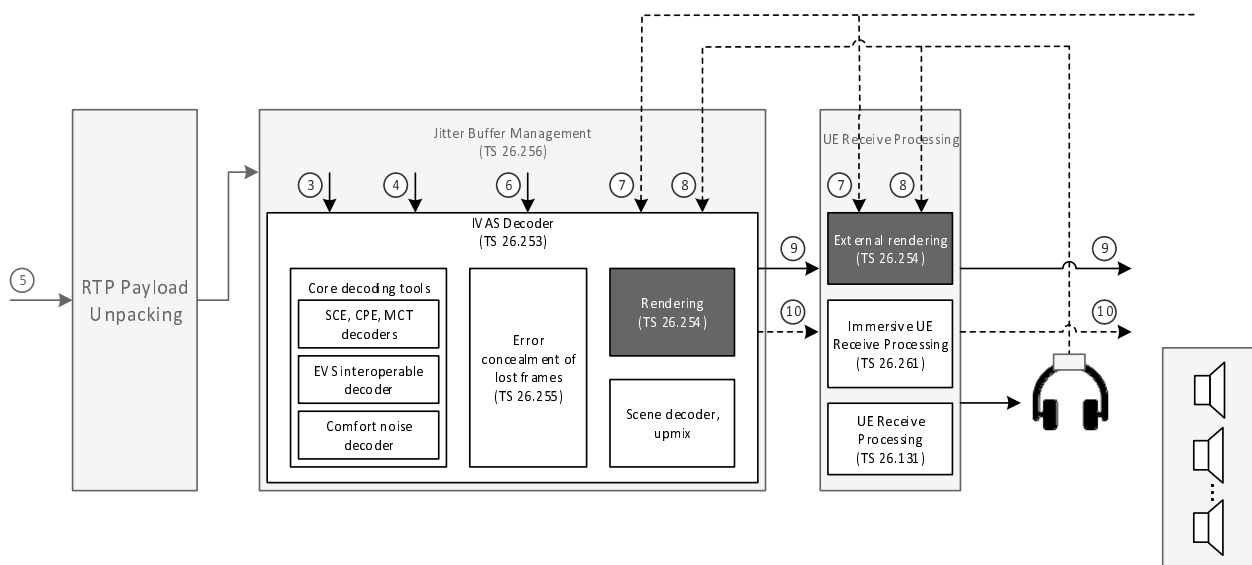 Jitter Buffer Management
(TS 26.256)
UE Receive Processing
3
4
6
7
8
7
8
IVAS Decoder
(TS 26.253)
5
RTP Payload
Unpacking
Core decoding tools
SCE, CPE, MCT
decoders
EVS interoperable
decoder
Comfort noise
decoder
Error
concealment of
lost frames
(TS 26.255)
Rendering
(TS 26.254)
Scene decoder,
upmix
9
10
External rendering
(TS 26.254)
Immersive UE
Receive Processing
(TS 26.261)
UE Receive
Processing
(TS 26.131)
9
10